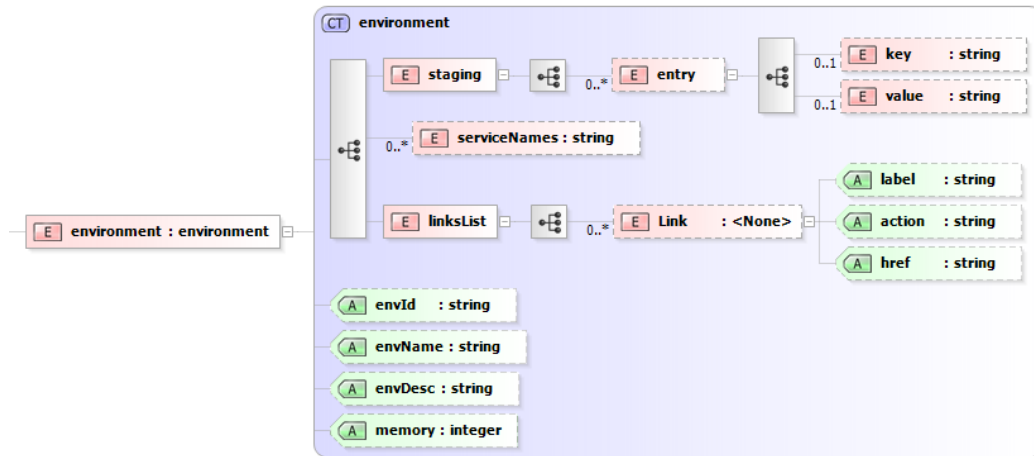 CT environment
E staging
0..*
E entry
0..1
E key : string
0..1
E value : string
0..*
E serviceNames : string
E environment : environment
E linksList
0..*
E Link : <None>
A label : string
A action : string
A href : string
A envId : string
A envName : string
A envDesc : string
A memory : integer